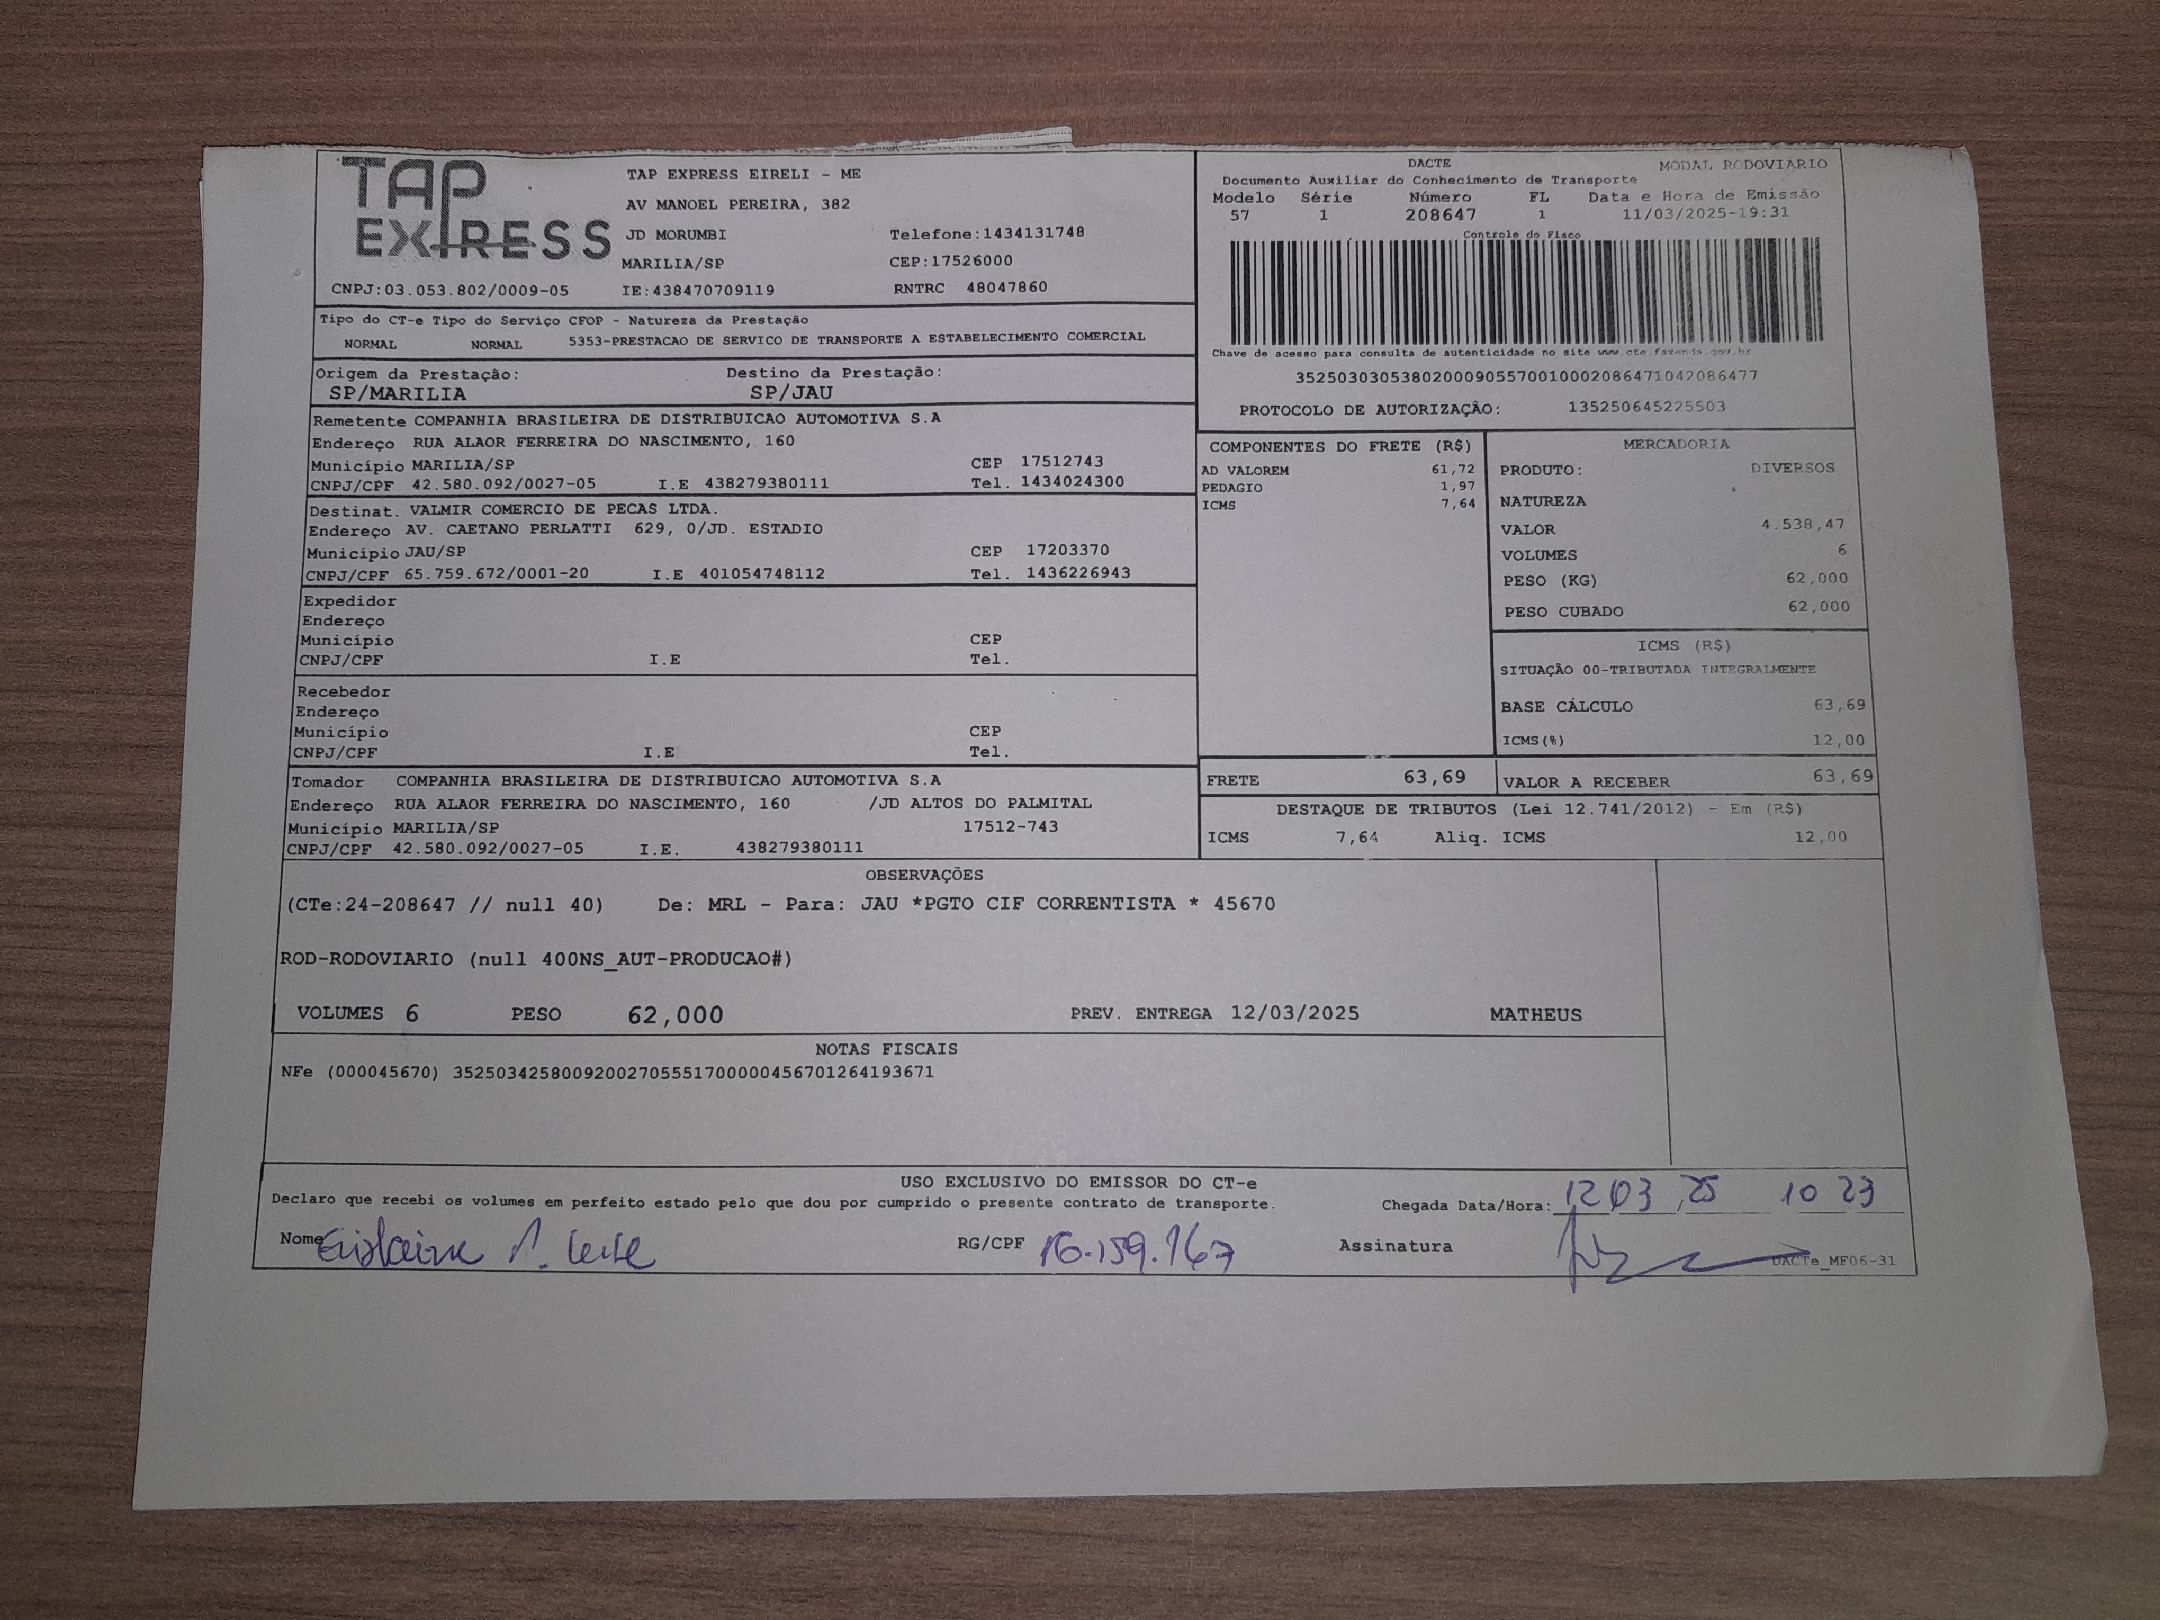 TAP EXPRESS
TAP EXPRESS EIRELI - ME
AV MANOEL PEREIRA, 382
JD MORUMBI Telefone:1434131748
MARILIA/SP CEP:17526000
CNPJ:03.053.802/0009-05 IE:438470709119 RNTRC 48047860
DACTE MODAL RODOVIARIO
Documento Auxiliar do Conhecimento de Transporte
Modelo Série Número FL Data e Hora de Emissão
57 1 208647 1 11/03/2025-19:31
Controle do Fisco
Chave de acesso para consulta de autenticidade no site www.cte.fazenda.gov.br
35250303053802000905570010002086471042086477
PROTOCOLO DE AUTORIZAÇÃO: 135250645225503
Tipo do CT-e Tipo do Serviço CFOP - Natureza da Prestação
NORMAL NORMAL 5353-PRESTACAO DE SERVICO DE TRANSPORTE A ESTABELECIMENTO COMERCIAL
Origem da Prestação: Destino da Prestação:
SP/MARILIA SP/JAU
Remetente COMPANHIA BRASILEIRA DE DISTRIBUICAO AUTOMOTIVA S.A
Endereço RUA ALAOR FERREIRA DO NASCIMENTO, 160
Município MARILIA/SP CEP 17512743
CNPJ/CPF 42.580.092/0027-05 I.E 438279380111 Tel. 1434024300
Destinat. VALMIR COMERCIO DE PECAS LTDA.
Endereço AV. CAETANO PERLATTI 629, 0/JD. ESTADIO
Município JAU/SP CEP 17203370
CNPJ/CPF 65.759.672/0001-20 I.E 401054748112 Tel. 1436226943
Expedidor
Endereço
Município CEP
CNPJ/CPF I.E Tel.
Recebedor
Endereço
Município CEP
CNPJ/CPF I.E Tel.
Tomador COMPANHIA BRASILEIRA DE DISTRIBUICAO AUTOMOTIVA S.A
Endereço RUA ALAOR FERREIRA DO NASCIMENTO, 160 /JD ALTOS DO PALMITAL
Município MARILIA/SP 17512-743
CNPJ/CPF 42.580.092/0027-05 I.E. 438279380111
COMPONENTES DO FRETE (R$)
AD VALOREM 61,72
PEDAGIO 1,97
ICMS 7,64
MERCADORIA
PRODUTO: DIVERSOS
NATUREZA
VALOR 4.538,47
VOLUMES 6
PESO (KG) 62,000
PESO CUBADO 62,000
ICMS (R$)
SITUAÇÃO 00-TRIBUTADA INTEGRALMENTE
BASE CÁLCULO 63,69
ICMS(%) 12,00
FRETE 63,69 VALOR A RECEBER 63,69
DESTAQUE DE TRIBUTOS (Lei 12.741/2012) - Em (R$)
ICMS 7,64 Aliq. ICMS 12,00
OBSERVAÇÕES
(CTe:24-208647 // null 40) De: MRL - Para: JAU *PGTO CIF CORRENTISTA * 45670
ROD-RODOVIARIO (null 400NS_AUT-PRODUCAO#)
VOLUMES 6 PESO 62,000 PREV. ENTREGA 12/03/2025 MATHEUS
NOTAS FISCAIS
NFe (000045670) 35250342580092002705551700000456701264193671
USO EXCLUSIVO DO EMISSOR DO CT-e
Declaro que recebi os volumes em perfeito estado pelo que dou por cumprido o presente contrato de transporte. Chegada Data/Hora: 12 03 25 10 23
Nome Gislaine RG/CPF 16.159.167 Assinatura
DACTe_MF06-31